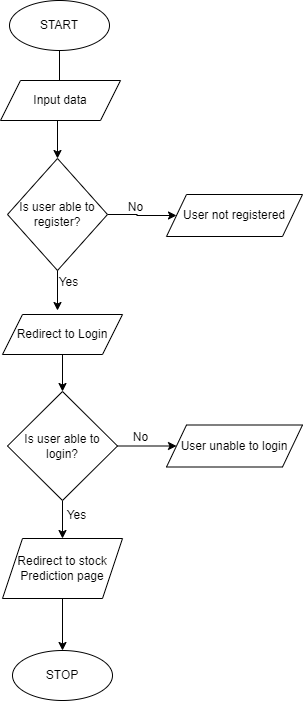 START
Input data
Is user able to
register?
No
User not registered
Yes
Redirect to Login
Is user able to
login?
No
User unable to login
Yes
Redirect to stock
Prediction page
STOP